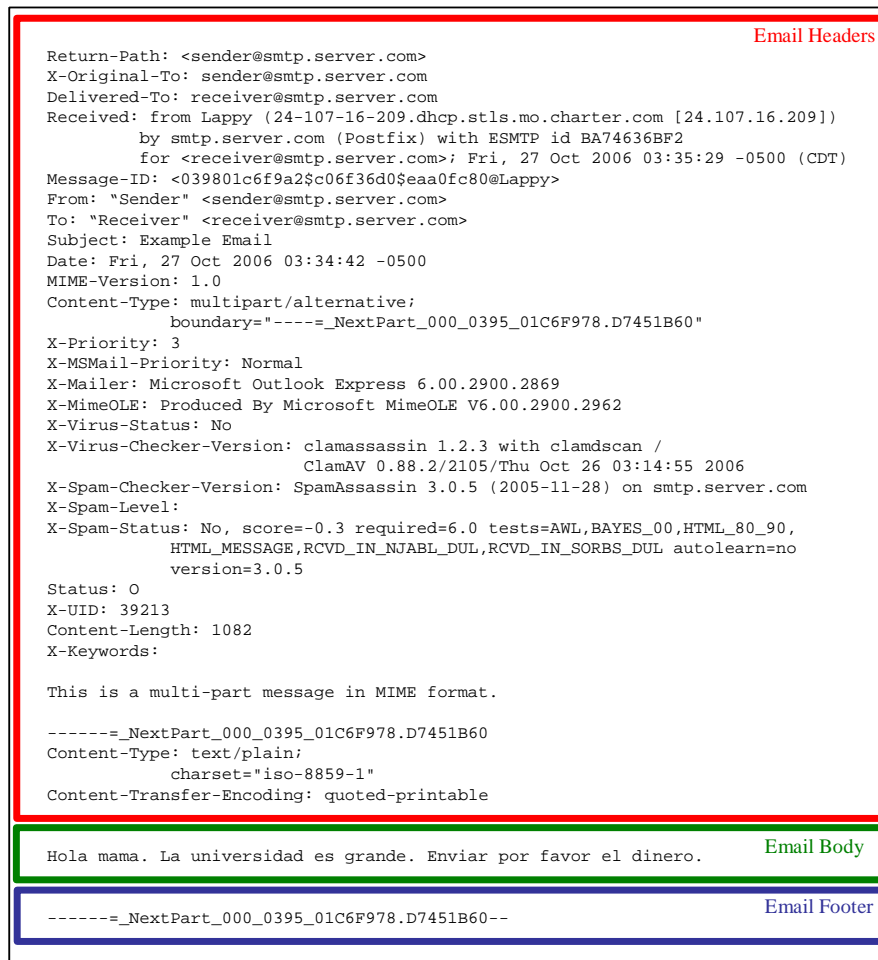 Email Headers
Return-Path: <sender@smtp.server.com>
X-Original-To: sender@smtp.server.com
Delivered-To: receiver@smtp.server.com
Received: from Lappy (24-107-16-209.dhcp.stls.mo.charter.com [24.107.16.209])
by smtp.server.com (Postfix) with ESMTP id BA74636BF2
for <receiver@smtp.server.com>; Fri, 27 Oct 2006 03:35:29 -0500 (CDT)
Message-ID: <039801c6f9a2$c06f36d0$eaa0fc80@Lappy>
From: “Sender" <sender@smtp.server.com>
To: “Receiver" <receiver@smtp.server.com>
Subject: Example Email
Date: Fri, 27 Oct 2006 03:34:42 -0500
MIME-Version: 1.0
Content-Type: multipart/alternative;
boundary="----=_NextPart_000_0395_01C6F978.D7451B60"
X-Priority: 3
X-MSMail-Priority: Normal
X-Mailer: Microsoft Outlook Express 6.00.2900.2869
X-MimeOLE: Produced By Microsoft MimeOLE V6.00.2900.2962
X-Virus-Status: No
X-Virus-Checker-Version: clamassassin 1.2.3 with clamdscan /
ClamAV 0.88.2/2105/Thu Oct 26 03:14:55 2006
X-Spam-Checker-Version: SpamAssassin 3.0.5 (2005-11-28) on smtp.server.com
X-Spam-Level:
X-Spam-Status: No, score=-0.3 required=6.0 tests=AWL,BAYES_00,HTML_80_90,
HTML_MESSAGE,RCVD_IN_NJABL_DUL,RCVD_IN_SORBS_DUL autolearn=no
version=3.0.5
Status: O
X-UID: 39213
Content-Length: 1082
X-Keywords:
This is a multi-part message in MIME format.
------=_NextPart_000_0395_01C6F978.D7451B60
Content-Type: text/plain;
charset="iso-8859-1"
Content-Transfer-Encoding: quoted-printable
Email Body
Hola mama. La universidad es grande. Enviar por favor el dinero.
Email Footer
------=_NextPart_000_0395_01C6F978.D7451B60--